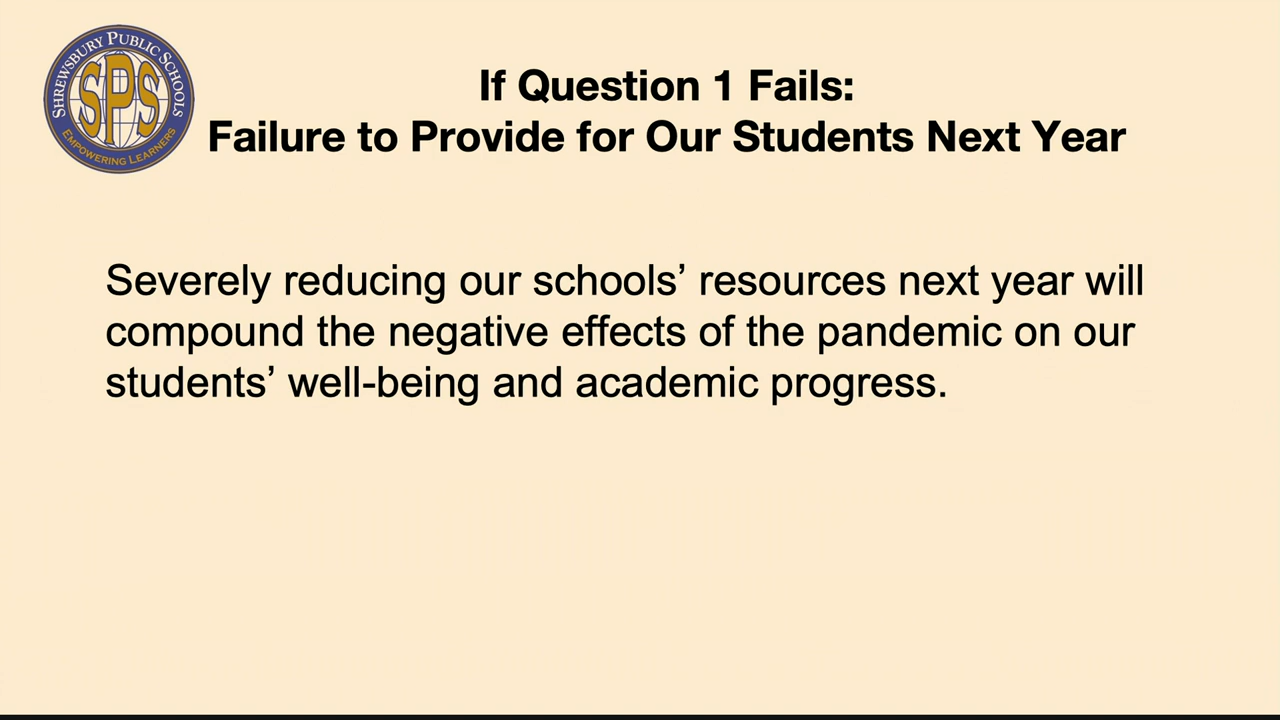 SHREWSBURY PUBLIC SCHOOLS
SPS
EMPOWERING LEARNERS
If Question 1 Fails:
Failure to Provide for Our Students Next Year
Severely reducing our schools’ resources next year will
compound the negative effects of the pandemic on our
students’ well-being and academic progress.